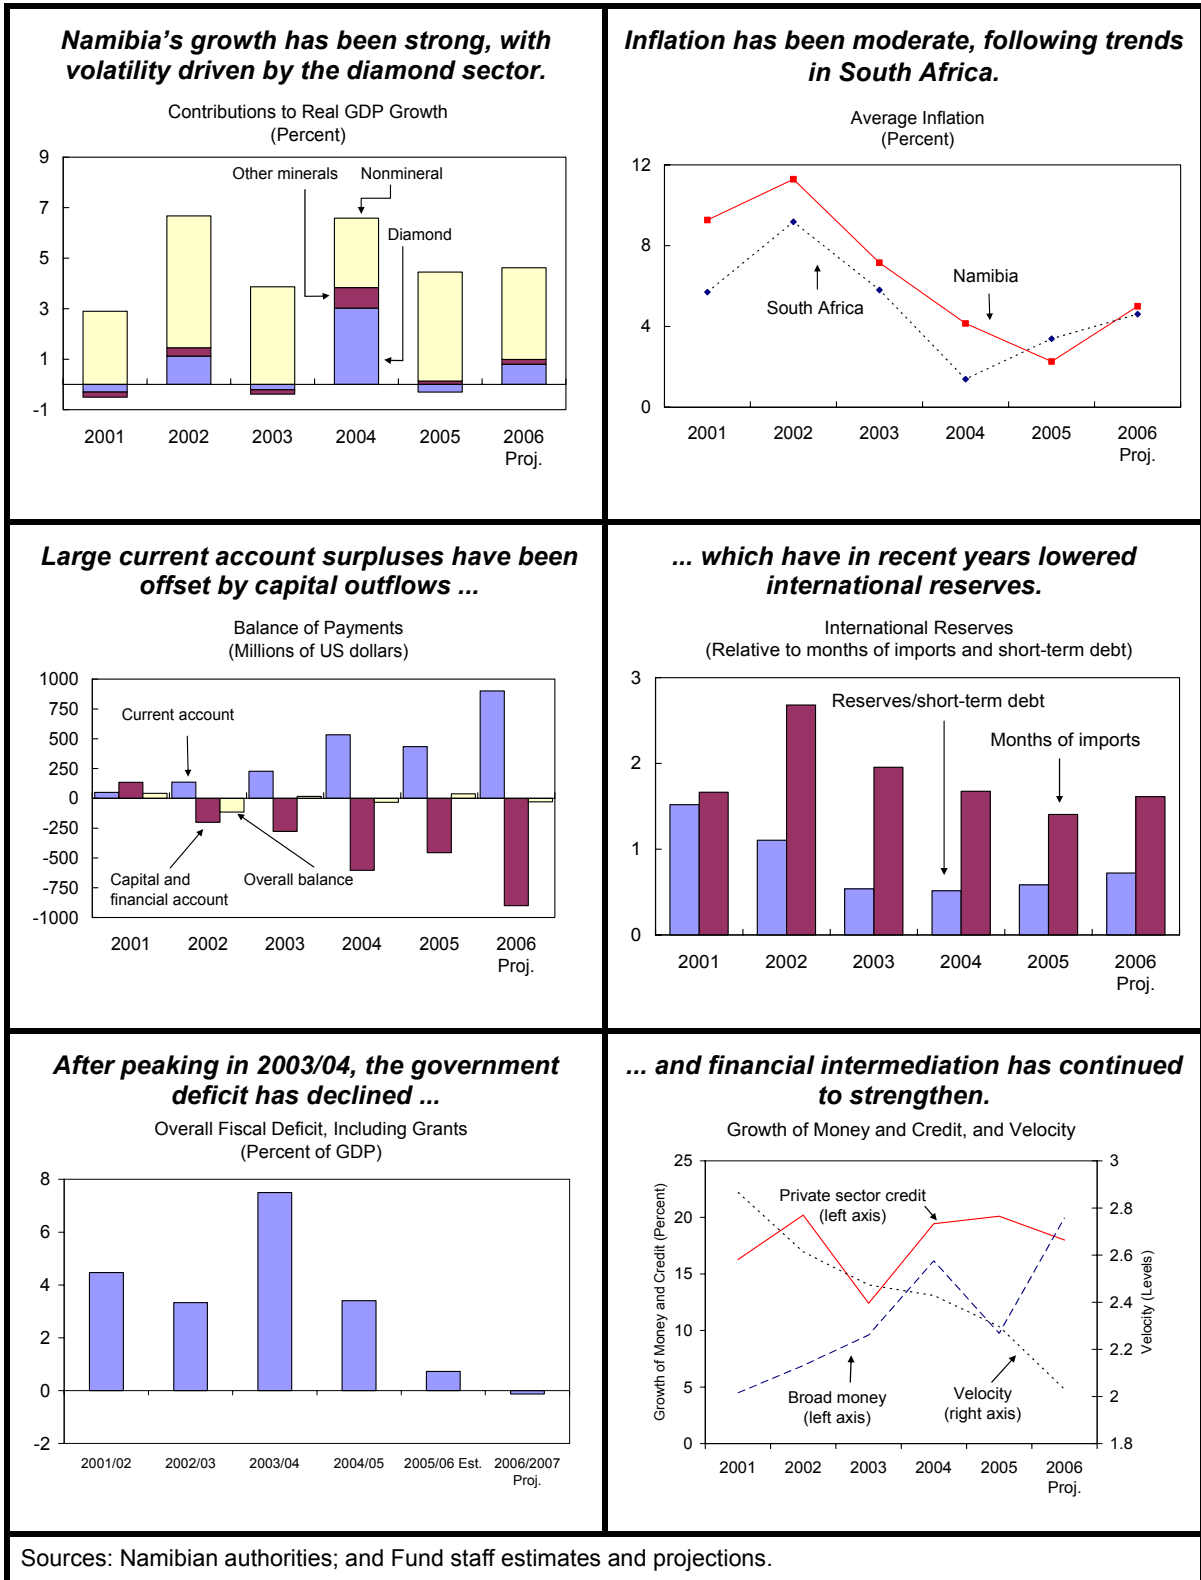 Namibia's growth has been strong, with
volatility driven by the diamond sector.
Contributions to Real GDP Growth
(Percent)
9
7
5
3
1
-1
Other minerals
Nonmineral
Diamond
2001
2002
2003
2004
2005
2006
Proj.
Inflation has been moderate, following trends
in South Africa.
Average Inflation
(Percent)
12
8
4
0
South Africa
Namibia
2001
2002
2003
2004
2005
2006
Proj.
Large current account surpluses have been
offset by capital outflows ...
Balance of Payments
(Millions of US dollars)
1000
750
500
250
0
-250
-500
-750
-1000
Current account
Capital and
financial account
Overall balance
2001
2002
2003
2004
2005
2006
Proj.
... which have in recent years lowered
international reserves.
International Reserves
(Relative to months of imports and short-term debt)
3
2
1
0
Reserves/short-term debt
Months of imports
2001
2002
2003
2004
2005
2006
Proj.
After peaking in 2003/04, the government
deficit has declined ...
Overall Fiscal Deficit, Including Grants
(Percent of GDP)
8
6
4
2
0
-2
2001/02
2002/03
2003/04
2004/05
2005/06 Est.
2006/2007
Proj.
... and financial intermediation has continued
to strengthen.
Growth of Money and Credit, and Velocity
Growth of Money and Credit (Percent)
25
20
15
10
5
0
Private sector credit
(left axis)
Broad money
(left axis)
Velocity
(right axis)
3
2.8
2.6
2.4
2.2
2
1.8
Velocity (Levels)
2001
2002
2003
2004
2005
2006
Proj.
Sources: Namibian authorities; and Fund staff estimates and projections.